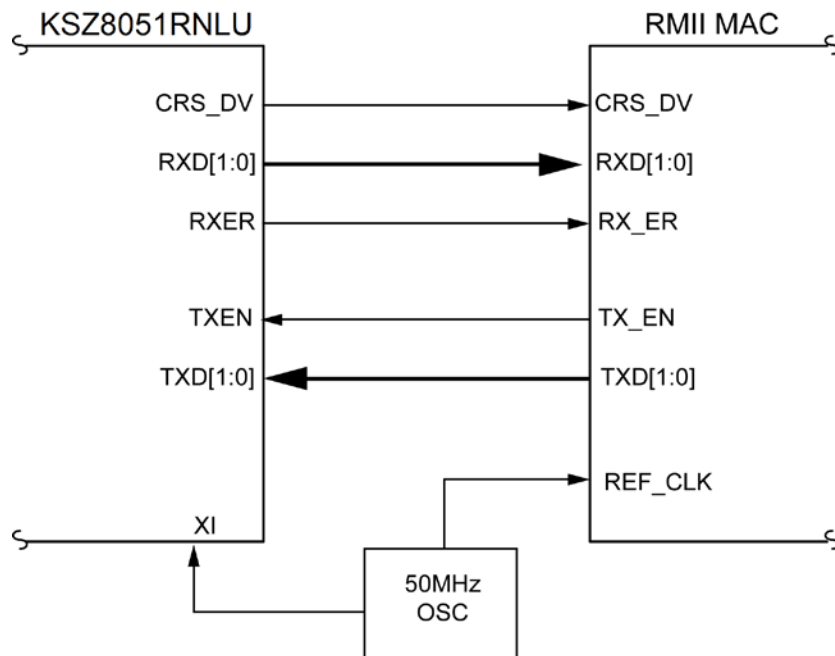 KSZ8051RNLU
RMII MAC
CRS_DV
CRS_DV
RXD[1:0]
RXD[1:0]
RXER
RX_ER
TXEN
TX_EN
TXD[1:0]
TXD[1:0]
REF_CLK
XI
50MHz
OSC